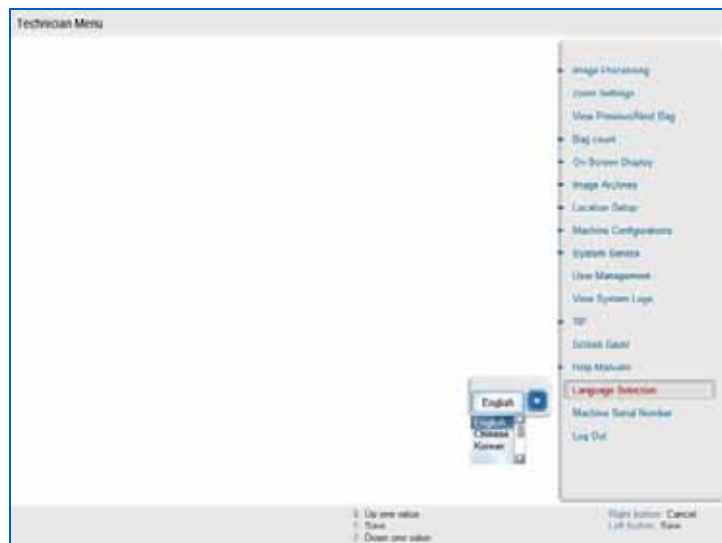 Technician Menu
Image Processing
Zoom Settings
View Previous/Next Bag
Bag count
On Screen Display
Image Archives
Location Setup
Machine Configurations
System Service
User Management
View System Logs
TIP
Screen Saver
Help Manuals
Language Selection
Machine Serial Number
Log Out
English
English
Chinese
Korean
Up one value
Save
Down one value
Right button: Cancel
Left button: Save